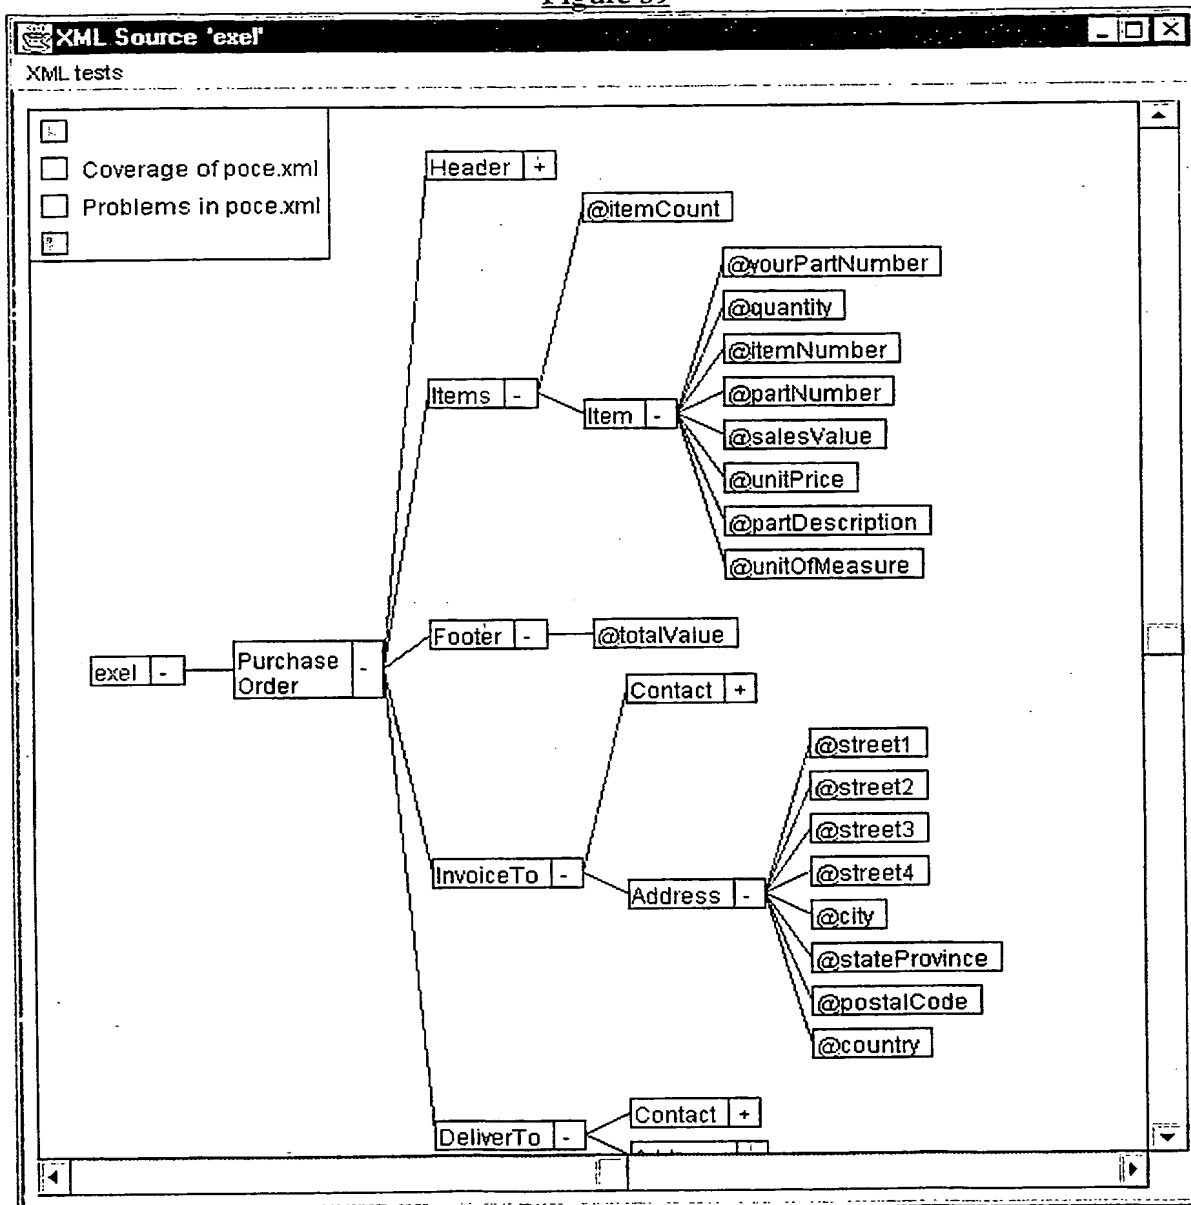 XML Source 'exel'
XML tests
Coverage of poce.xml
Problems in poce.xml
Header +
@itemCount
@yourPartNumber
@quantity
@itemNumber
Items -
@partNumber
Item -
@salesValue
@unitPrice
@partDescription
@unitOfMeasure
Footer -
@totalValue
exel -
Purchase
Order -
Contact +
@street1
@street2
@street3
@street4
InvoiceTo -
Address -
@city
@stateProvince
@postalCode
@country
Contact +
DeliverTo -